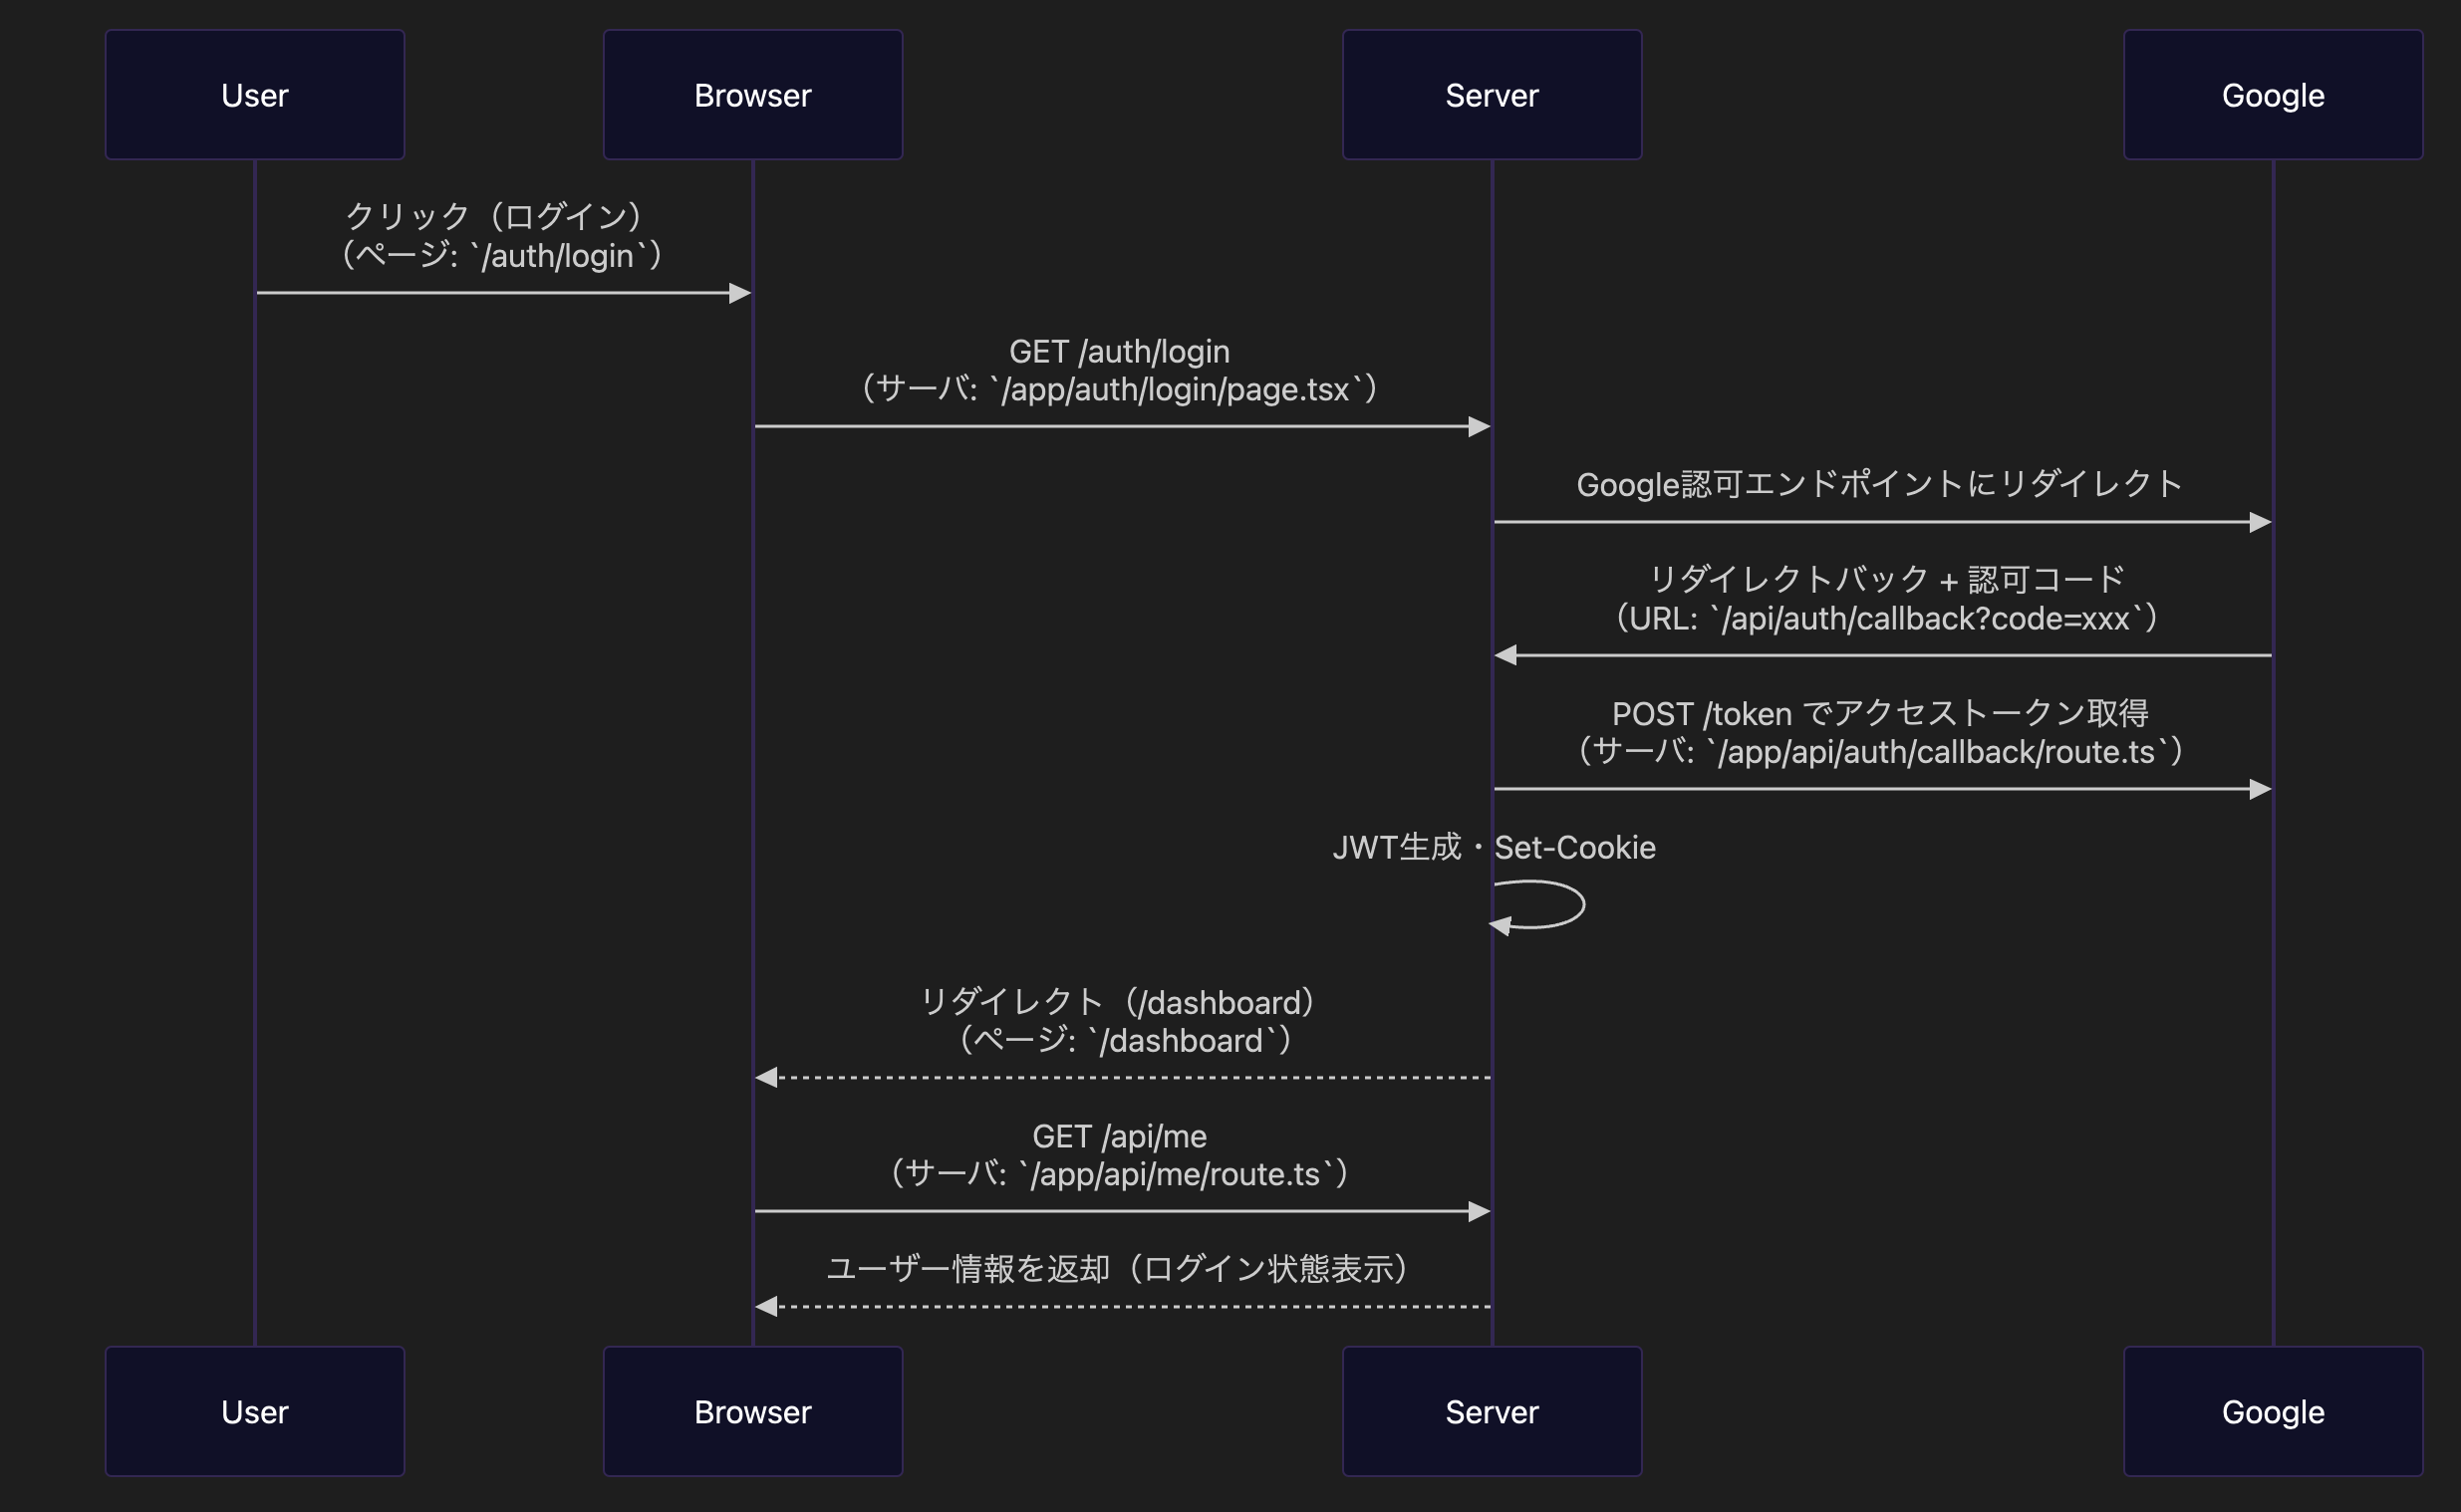 User
Browser
Server
Google
クリック（ログイン）
（ページ: `/auth/login`）
GET /auth/login
（サーバ: `/app/auth/login/page.tsx`）
Google認可エンドポイントにリダイレクト
リダイレクトバック + 認可コード
（URL: `/api/auth/callback?code=xxx`）
POST /token でアクセストークン取得
（サーバ: `/app/api/auth/callback/route.ts`）
JWT生成・Set-Cookie
リダイレクト（/dashboard）
（ページ: `/dashboard`）
GET /api/me
（サーバ: `/app/api/me/route.ts`）
ユーザー情報を返却（ログイン状態表示）
User
Browser
Server
Google